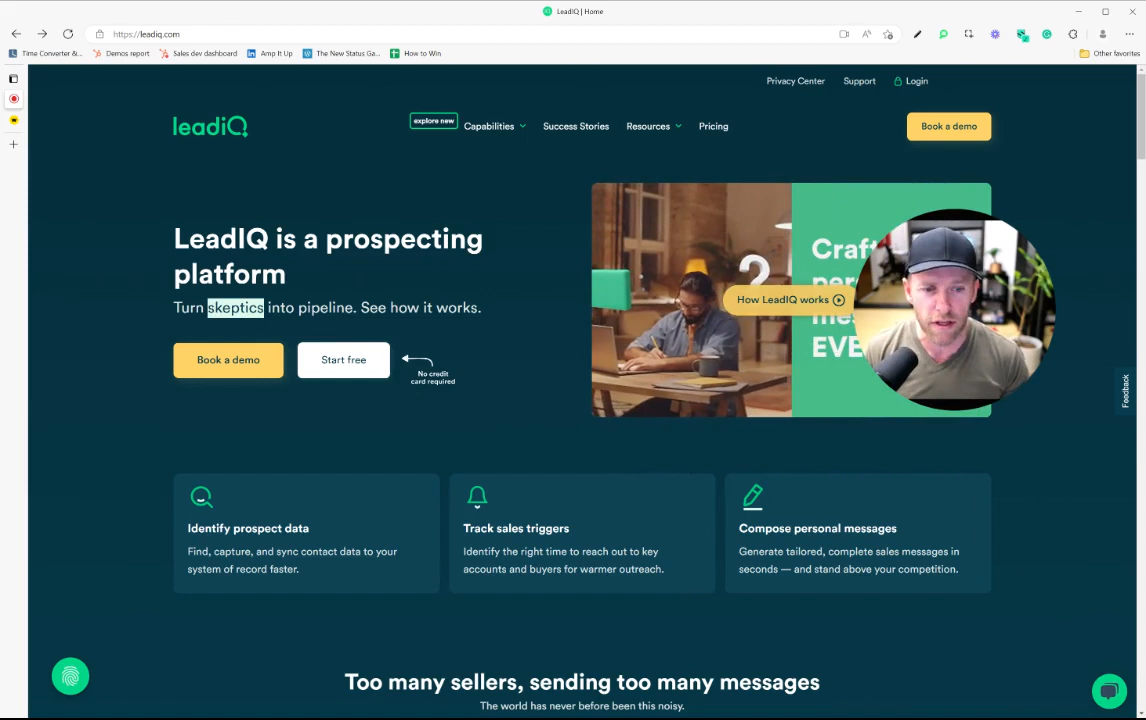 LeadIQ | Home
https://leadiq.com
Time Converter &...
Demos report
Sales dev dashboard
Amp It Up
The New Status Ga...
How to Win
Other favorites
Privacy Center
Support
Login
leadiQ
explore new
Capabilities
Success Stories
Resources
Pricing
Book a demo
LeadIQ is a prospecting
platform
Turn skeptics into pipeline. See how it works.
Book a demo
Start free
No credit
card required
?
How LeadIQ works
EVE
Feedback
Identify prospect data
Find, capture, and sync contact data to your
system of record faster.
Track sales triggers
Identify the right time to reach out to key
accounts and buyers for warmer outreach.
Compose personal messages
Generate tailored, complete sales messages in
seconds — and stand above your competition.
Too many sellers, sending too many messages
The world has never before been this noisy.